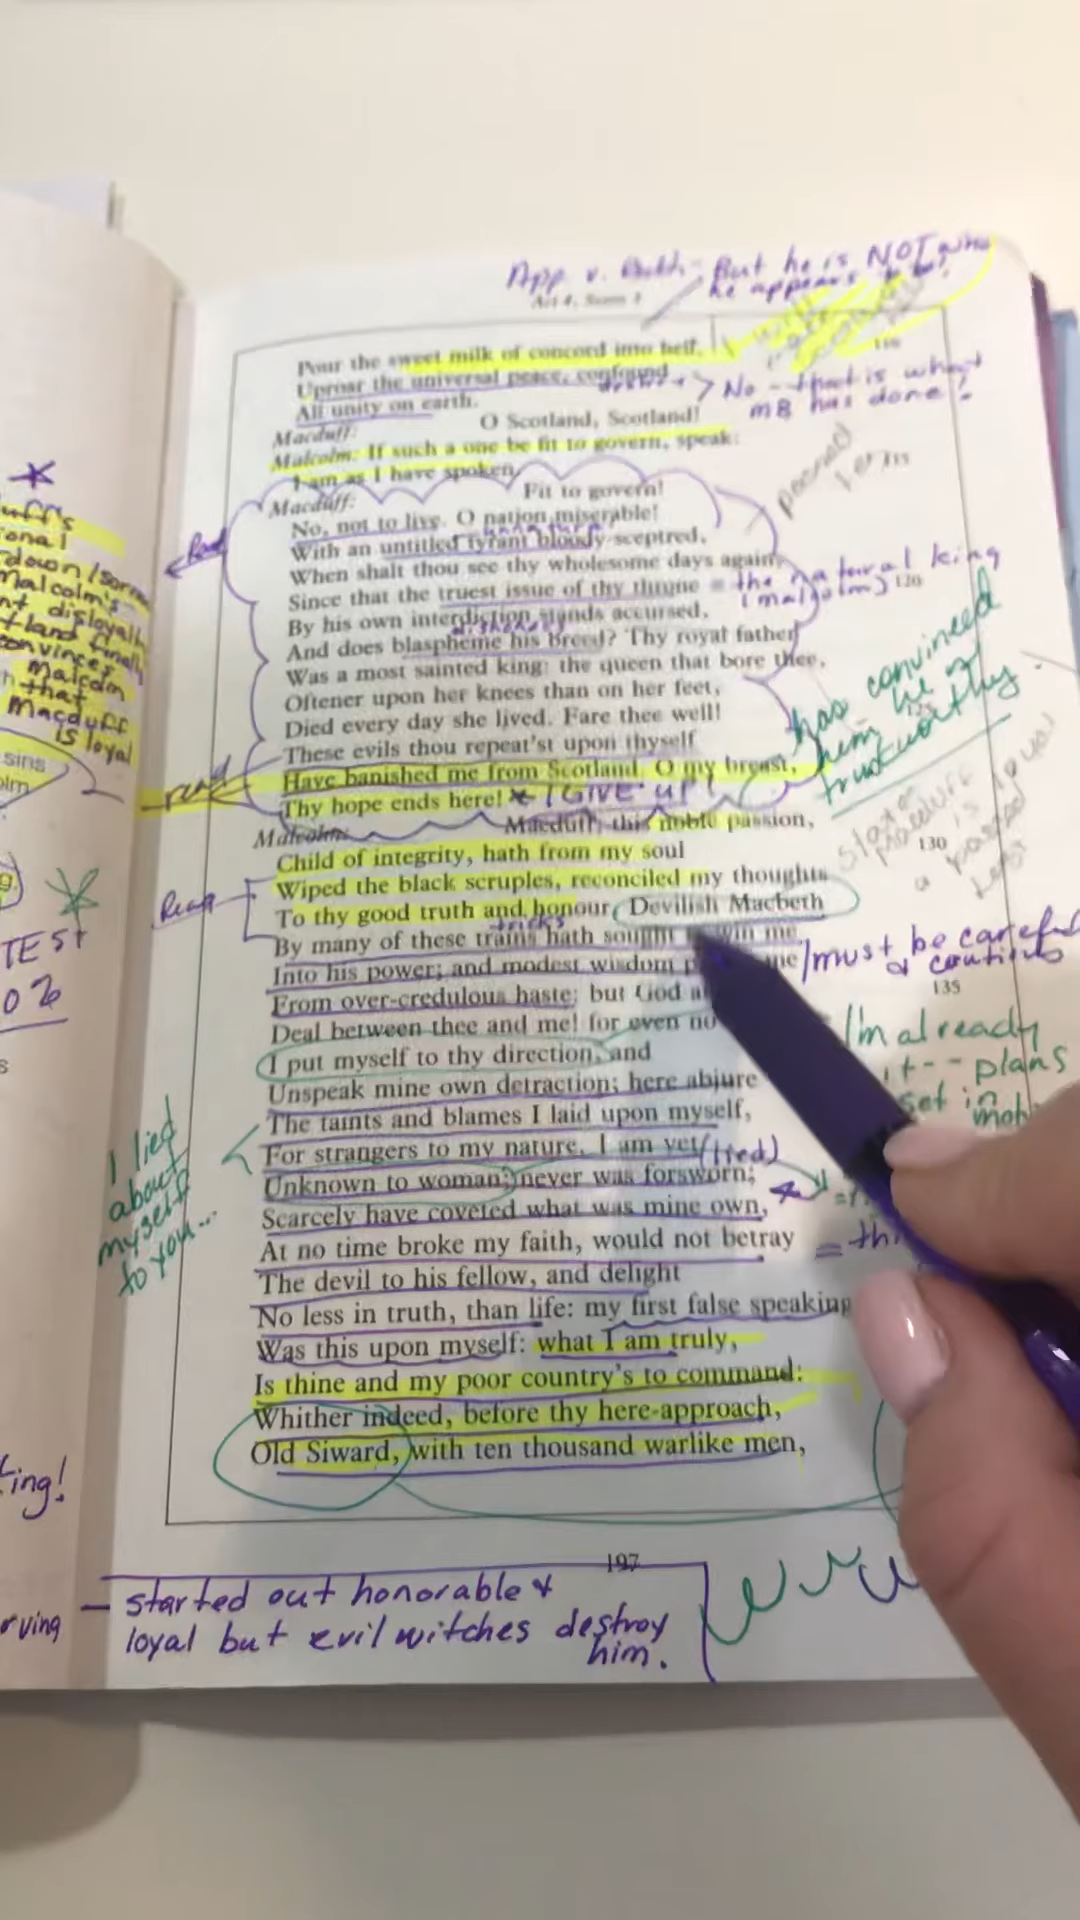 App. v. But he is NOT who
he appears to be!
Act 4, Scene 3
Pour the sweet milk of concord into hell,
110
Uproar the universal peace, confound
destroy > No - that is what
MB has done!
All unity on earth.
Macduff: O Scotland, Scotland!
Malcolm: If such a one be fit to govern, speak:
I am as I have spoken.
115
Macduff: Fit to govern!
No, not to live. O nation miserable!
With an untitled tyrant bloody-sceptred,
When shalt thou see thy wholesome days again,
Since that the truest issue of thy throne = the natural king
(Malcolm) 120
By his own interdiction stands accursed,
And does blaspheme his breed? Thy royal father
Was a most sainted king: the queen that bore thee,
Oftener upon her knees than on her feet,
Died every day she lived. Fare thee well!
has convinced
him he is
trustworthy
These evils thou repeat'st upon thyself
Have banished me from Scotland. O my breast,
read
Thy hope ends here! * I GIVE UP!
Malcolm: Macduff, this noble passion,
Child of integrity, hath from my soul
130
Wiped the black scruples, reconciled my thoughts
Read
To thy good truth and honour. Devilish Macbeth
tricks
By many of these trains hath sought win me
Into his power; and modest wisdom me
/must be careful
& cautious
From over-credulous haste: but God
135
Deal between thee and me! for even no
I put myself to thy direction, and
I'm already
plans
set in
Unspeak mine own detraction; here abjure
The taints and blames I laid upon myself,
I lied
about
myself
to you...
For strangers to my nature. I am yet
(lied)
Unknown to woman; never was forsworn;
Scarcely have coveted what was mine own,
At no time broke my faith, would not betray
The devil to his fellow, and delight
No less in truth, than life: my first false speaking
Was this upon myself: what I am truly,
Is thine and my poor country's to command:
Whither indeed, before thy here-approach,
Old Siward, with ten thousand warlike men,
197
started out honorable &
loyal but evil witches destroy
him.
Malcolm's
convinces
Malcolm
that
Macduff
is loyal
sins
TEST